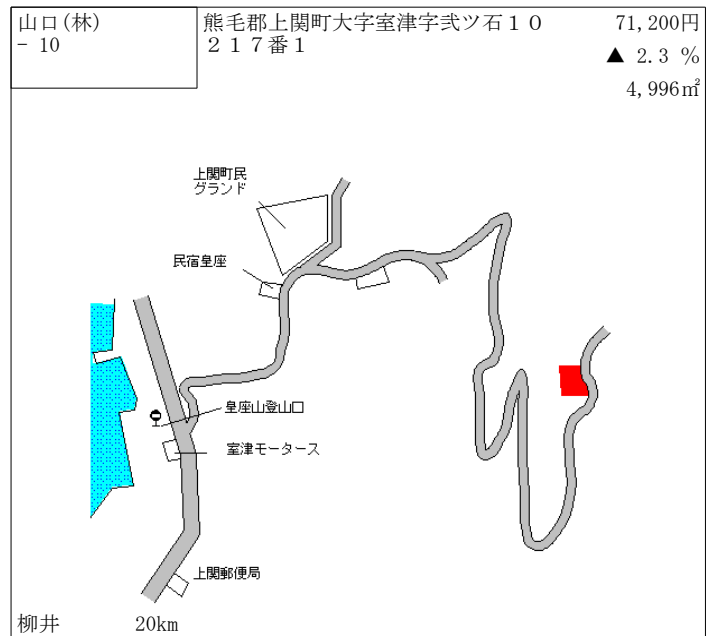 山口(林)
- 10
熊毛郡上関町大字室津字弐ツ石１０
２１７番１
71,200円
▲ 2.3 %
4,996㎡
上関町民
グランド
民宿皇座
皇座山登山口
室津モータース
上関郵便局
柳井 20km